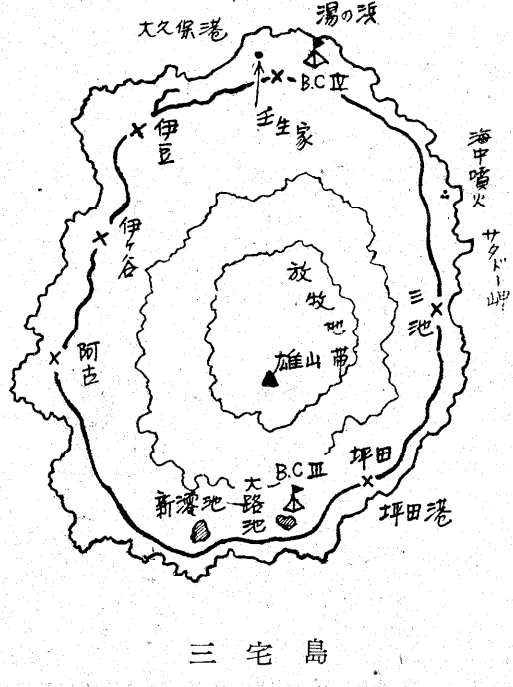 湯の浜
大久保港
B.C IV
壬生家
伊豆
海中噴火
サタドー岬
伊ヶ谷
放牧地帯
三池
雄山
阿古
B.C III
坪田
大路池
新澪池
坪田港
三宅島